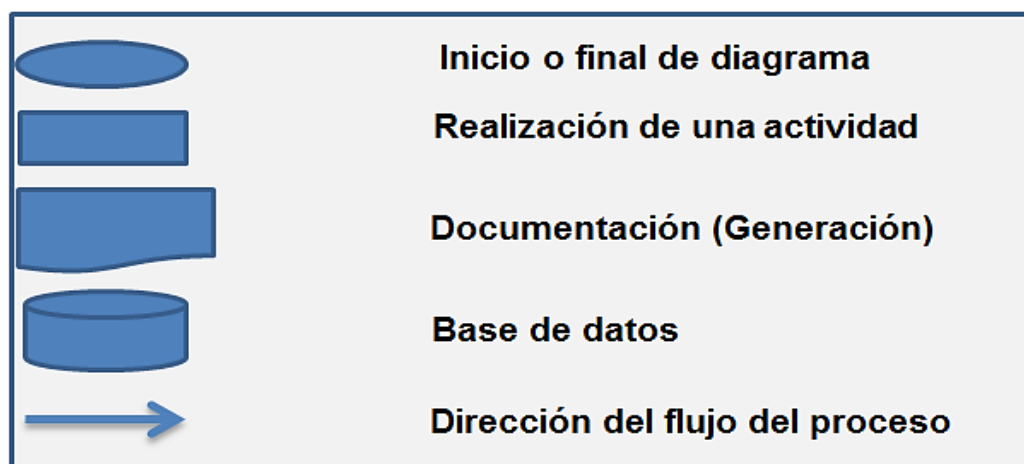 Inicio o final de diagrama
Realización de una actividad
Documentación (Generación)
Base de datos
Dirección del flujo del proceso